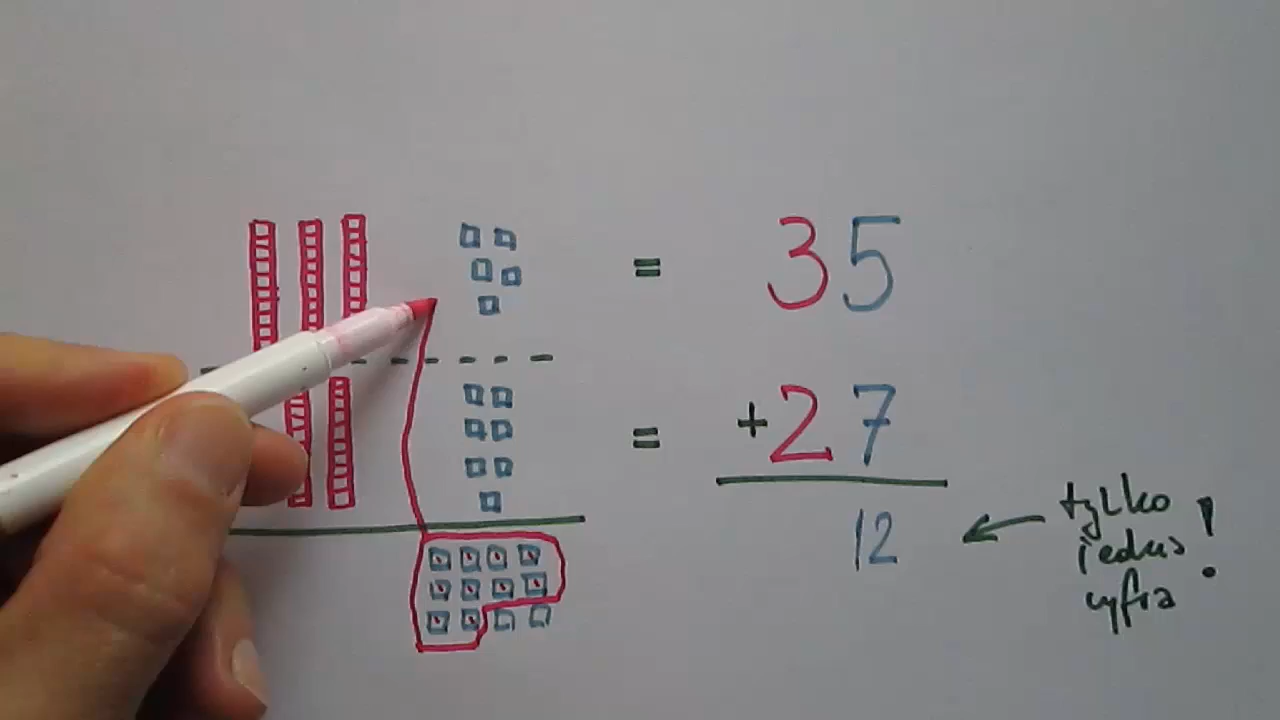 = 35
= +27
12
tylko
jedna !
cyfra